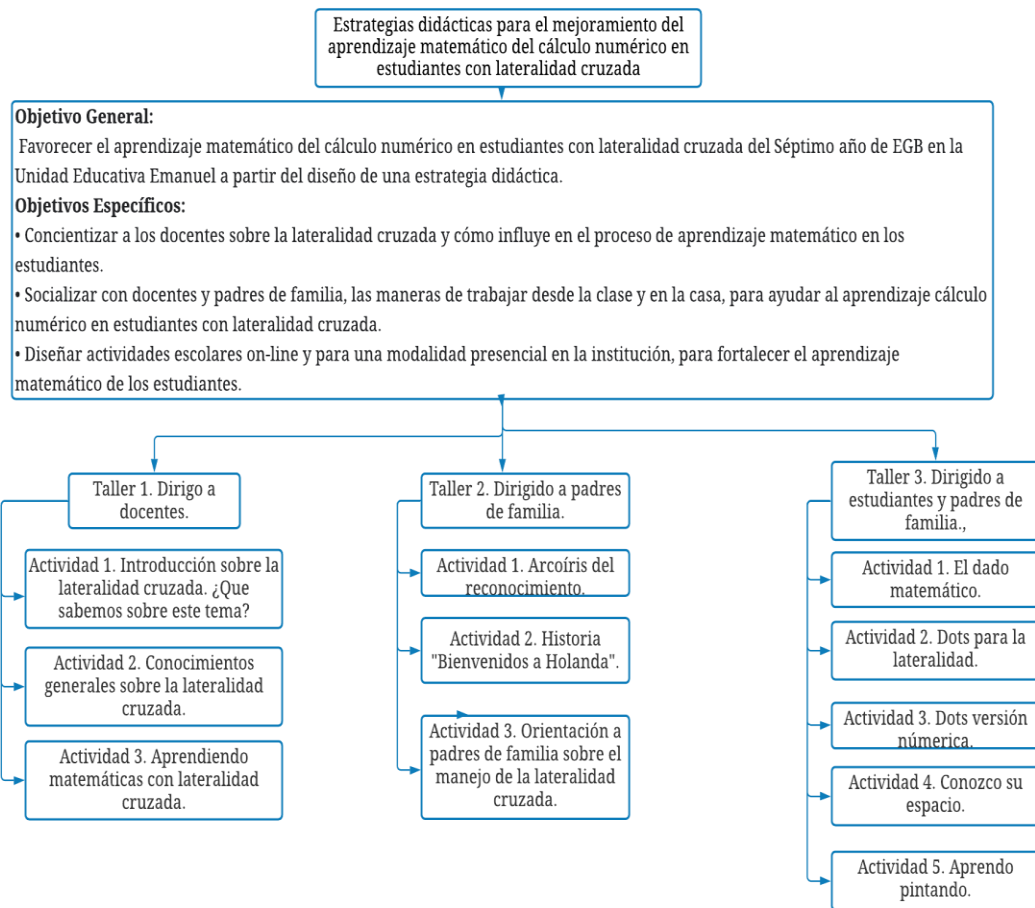 Estrategias didácticas para el mejoramiento del
aprendizaje matemático del cálculo numérico en
estudiantes con lateralidad cruzada
Objetivo General:
Favorecer el aprendizaje matemático del cálculo numérico en estudiantes con lateralidad cruzada del Séptimo año de EGB en la
Unidad Educativa Emanuel a partir del diseño de una estrategia didáctica.
Objetivos Específicos:
• Concientizar a los docentes sobre la lateralidad cruzada y cómo influye en el proceso de aprendizaje matemático en los
estudiantes.
• Socializar con docentes y padres de familia, las maneras de trabajar desde la clase y en la casa, para ayudar al aprendizaje cálculo
numérico en estudiantes con lateralidad cruzada.
• Diseñar actividades escolares on-line y para una modalidad presencial en la institución, para fortalecer el aprendizaje
matemático de los estudiantes.
Taller 1. Dirigo a
docentes.
Actividad 1. Introducción sobre la
lateralidad cruzada. ¿Que
sabemos sobre este tema?
Actividad 2. Conocimientos
generales sobre la lateralidad
cruzada.
Actividad 3. Aprendiendo
matemáticas con lateralidad
cruzada.
Taller 2. Dirigido a padres
de familia.
Actividad 1. Arcoíris del
reconocimiento.
Actividad 2. Historia
"Bienvenidos a Holanda".
Actividad 3. Orientación a
padres de familia sobre el
manejo de la lateralidad
cruzada.
Taller 3. Dirigido a
estudiantes y padres de
familia.,
Actividad 1. El dado
matemático.
Actividad 2. Dots para la
lateralidad.
Actividad 3. Dots versión
númerica.
Actividad 4. Conozco su
espacio.
Actividad 5. Aprendo
pintando.